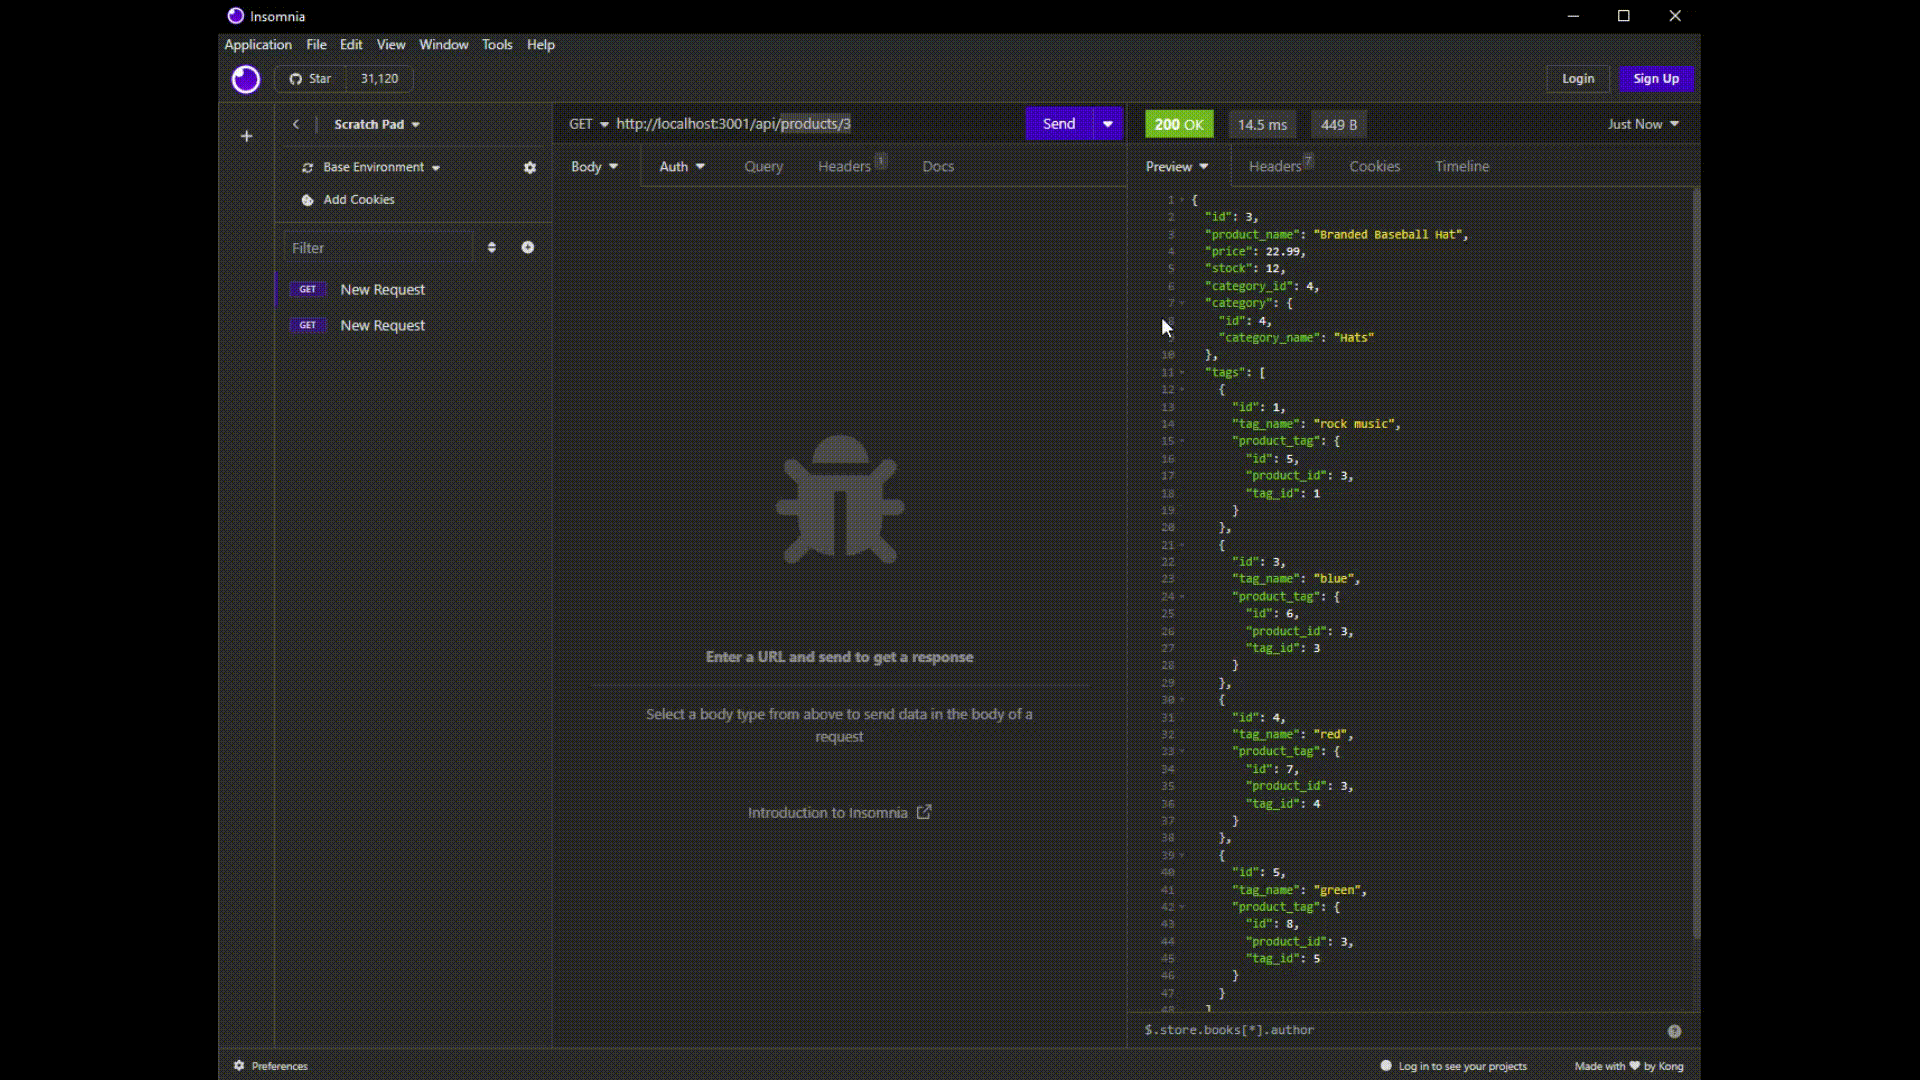 Insomnia
Application File Edit View Window Tools Help
Star 31,120 Login Sign Up
Scratch Pad
Base Environment
Add Cookies
Filter
GET New Request
GET New Request
GET http://localhost:3001/api/products/3 Send
Body Auth Query Headers 1 Docs
Enter a URL and send to get a response
Select a body type from above to send data in the body of a
request
Introduction to Insomnia
200 OK 14.5 ms 449 B Just Now
Preview Headers 7 Cookies Timeline
1 {
2 "id": 3,
3 "product_name": "Branded Baseball Hat",
4 "price": 22.99,
5 "stock": 12,
6 "category_id": 4,
7 "category": {
"id": 4,
9 "category_name": "Hats"
10 },
11 "tags": [
12 {
13 "id": 1,
14 "tag_name": "rock music",
15 "product_tag": {
16 "id": 5,
17 "product_id": 3,
18 "tag_id": 1
19 }
20 },
21 {
22 "id": 3,
23 "tag_name": "blue",
24 "product_tag": {
25 "id": 6,
26 "product_id": 3,
27 "tag_id": 3
28 }
29 },
30 {
31 "id": 4,
32 "tag_name": "red",
33 "product_tag": {
34 "id": 7,
35 "product_id": 3,
36 "tag_id": 4
37 }
38 },
39 {
40 "id": 5,
41 "tag_name": "green",
42 "product_tag": {
43 "id": 8,
44 "product_id": 3,
45 "tag_id": 5
46 }
47 }
48 ]
$.store.books[*].author
Preferences Log in to see your projects Made with ❤ by Kong